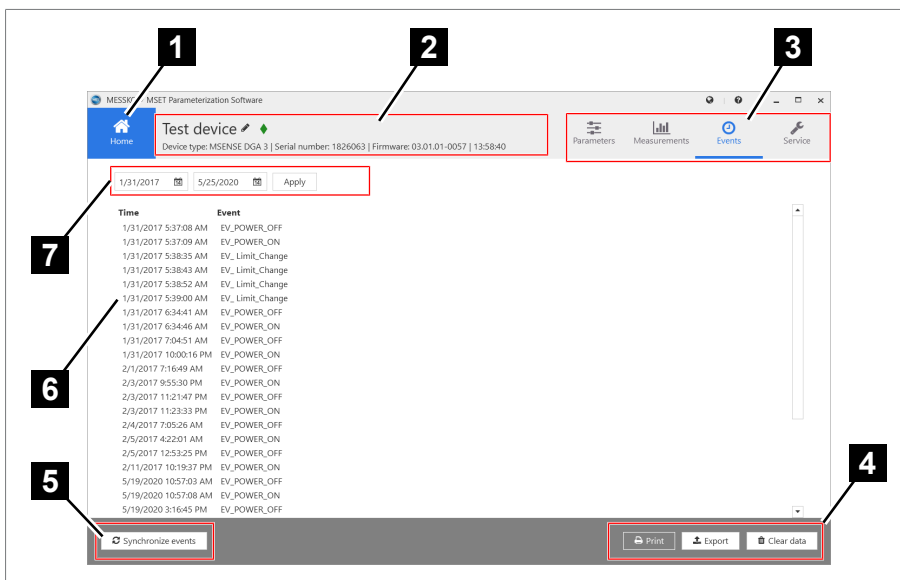 1
2
3
MESSKO - MSET Parameterization Software
Home
Test device
Device type: MSENSE DGA 3 | Serial number: 1826063 | Firmware: 03.01.01-0057 | 13:58:40
Parameters Measurements Events Service
1/31/2017 5/25/2020 Apply
7
Time Event
1/31/2017 5:37:08 AM EV_POWER_OFF
1/31/2017 5:37:09 AM EV_POWER_ON
1/31/2017 5:38:35 AM EV_ Limit_Change
1/31/2017 5:38:43 AM EV_ Limit_Change
1/31/2017 5:38:52 AM EV_ Limit_Change
1/31/2017 5:39:00 AM EV_ Limit_Change
1/31/2017 6:34:41 AM EV_POWER_OFF
1/31/2017 6:34:46 AM EV_POWER_ON
1/31/2017 7:04:51 AM EV_POWER_OFF
1/31/2017 10:00:16 PM EV_POWER_ON
2/1/2017 7:16:49 AM EV_POWER_OFF
2/3/2017 9:55:30 PM EV_POWER_ON
6
2/3/2017 11:21:47 PM EV_POWER_OFF
2/3/2017 11:23:33 PM EV_POWER_ON
2/4/2017 7:05:26 AM EV_POWER_OFF
2/5/2017 4:22:01 AM EV_POWER_ON
2/5/2017 12:53:25 PM EV_POWER_OFF
2/11/2017 10:19:37 PM EV_POWER_ON
4
5/19/2020 10:57:03 AM EV_POWER_OFF
5
5/19/2020 10:57:08 AM EV_POWER_ON
5/19/2020 3:16:45 PM EV_POWER_OFF
Synchronize events Print Export Clear data